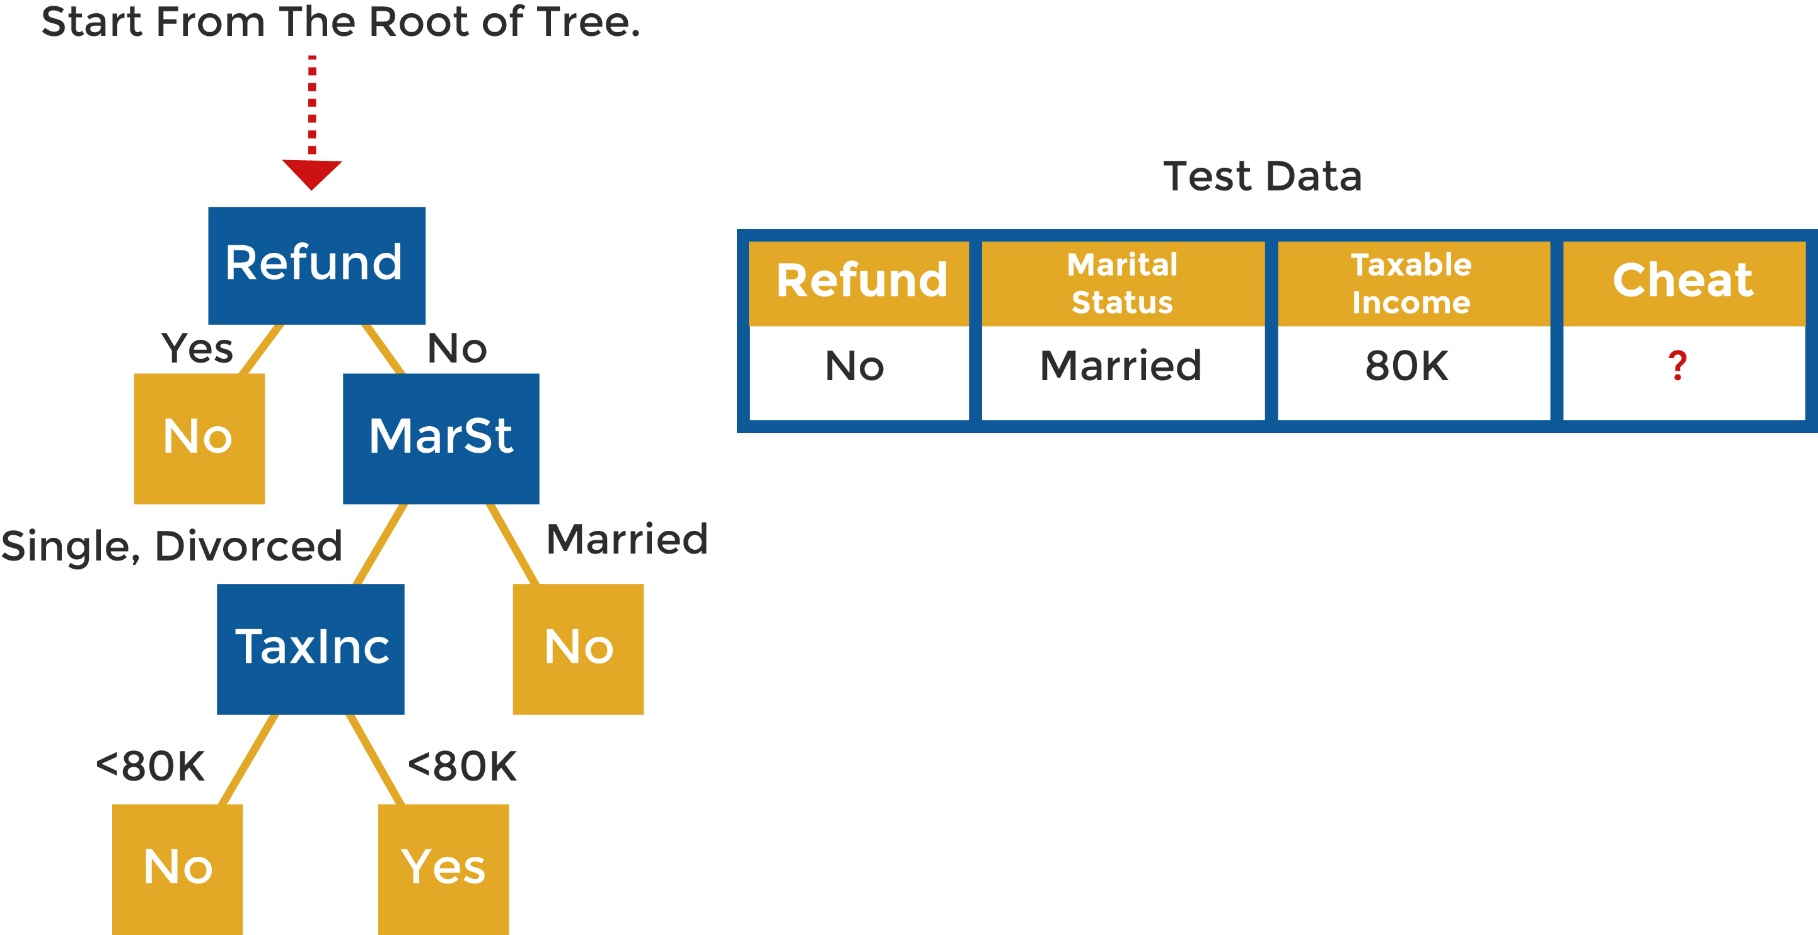 Start From The Root of Tree.
Refund
Yes
No
No
MarSt
Single, Divorced
Married
TaxInc
No
<80K
<80K
No
Yes
Test Data
Refund
Marital
Status
Taxable
Income
Cheat
No
Married
80K
?